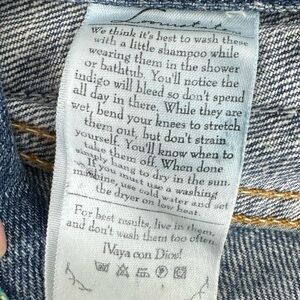 We think it's best to wash these
with a little shampoo while
wearing them in the shower
or bathtub. You'll notice the
indigo will bleed so don't spend
all day in there. While they are
wet, bend your knees to stretch
them out, but don't strain
yourself. You'll know when to
take them off. When done
simply hang to dry in the sun.
If you must use a washing
machine, use cold water and set
the dryer on low heat.
For best results, live in them,
and don't wash them too often.
¡Vaya con Dios!